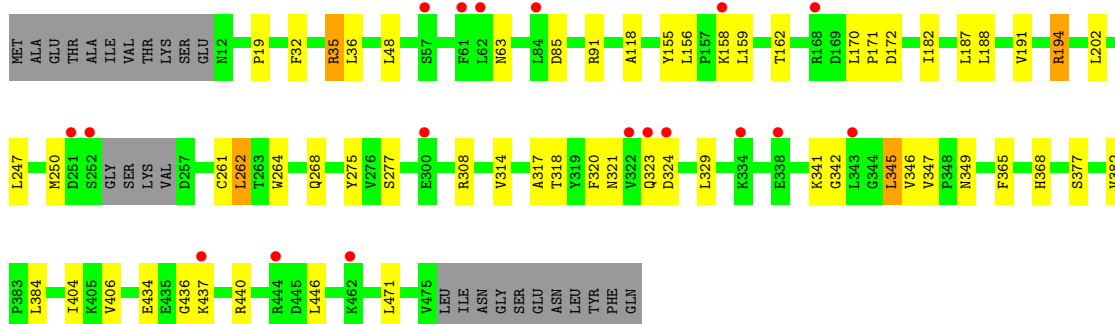 MET ALA GLU THR ALA ILE VAL THR LYS SER GLU N12 P19 F32 R35 L36 L48 S57 F61 L62 N63 L84 D85 R91 A118 Y155 L156 P157 K158 L159 T162 R168 D169 L170 P171 D172 I182 L187 L188 V191 R194 L202
L247 M250 D251 S252 GLY SER LYS VAL D257 C261 L262 T263 W264 Q268 Y275 V276 S277 E300 R308 V314 A317 T318 Y319 F320 N321 V322 Q323 D324 L329 K334 E338 K341 G342 L343 G344 L345 V346 V347 P348 N349 F365 H368 S377
P383 L384 I404 K405 V406 E434 E435 G436 K437 R440 R444 D445 L446 K462 L471 V475 LEU ILE ASN GLY SER GLU ASN LEU TYR PHE GLN